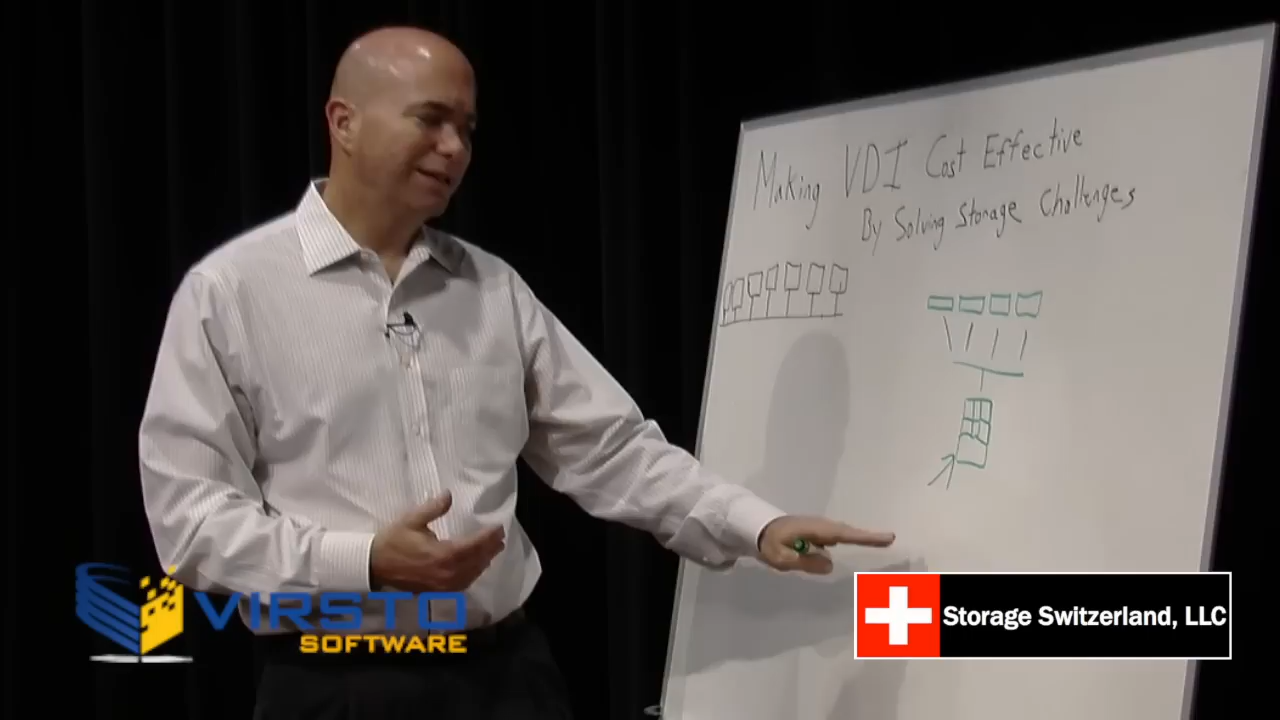 Making VDI Cost Effective
By Solving Storage Challenges
VIRSTO
SOFTWARE
Storage Switzerland, LLC